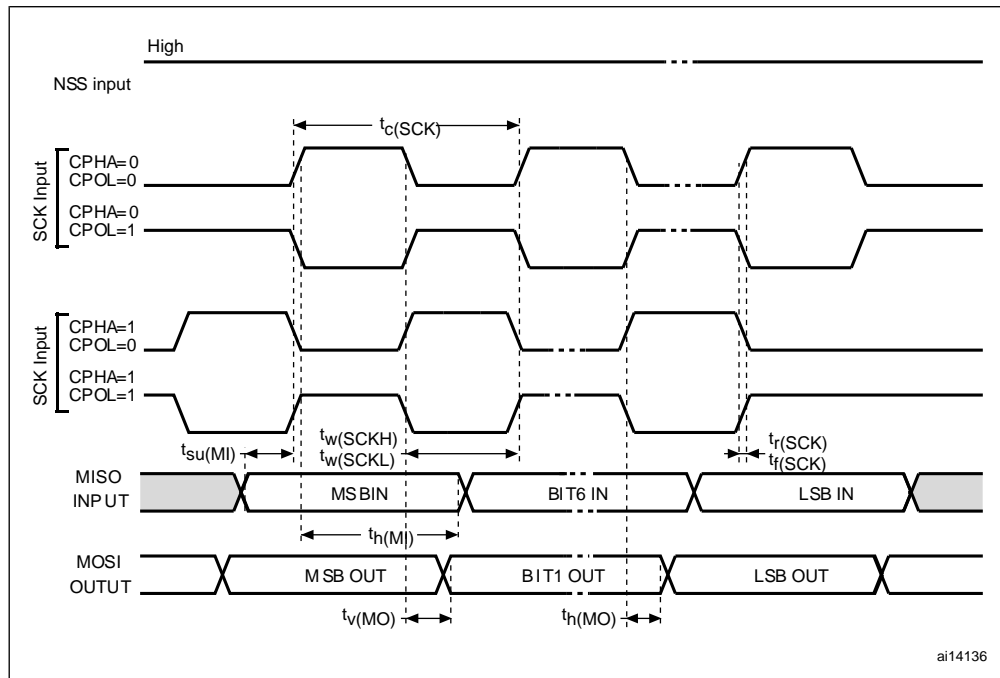 High
NSS input
tc(SCK)
SCK Input
CPHA=0
CPOL=0
CPHA=0
CPOL=1
SCK Input
CPHA=1
CPOL=0
CPHA=1
CPOL=1
tsu(MI)
tw(SCKH)
tw(SCKL)
tr(SCK)
tf(SCK)
MISO
INPUT
MSBIN
BIT6 IN
LSB IN
th(MI)
MOSI
OUTUT
MSB OUT
BIT1 OUT
LSB OUT
tv(MO)
th(MO)
ai14136